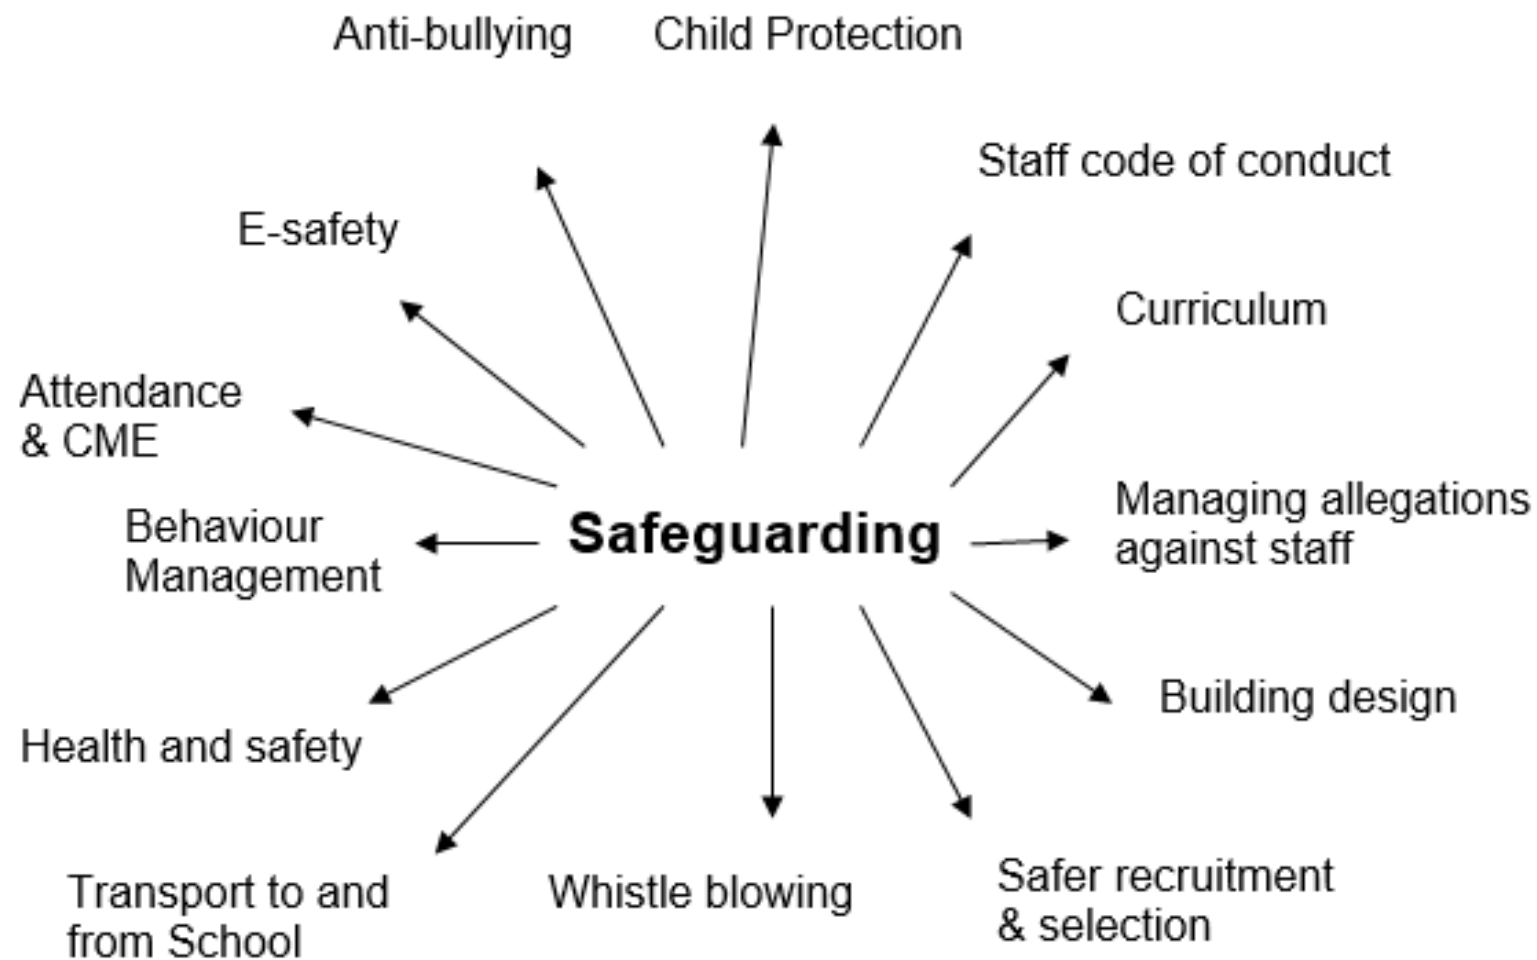 Anti-bullying
Child Protection
Staff code of conduct
E-safety
Curriculum
Attendance
& CME
Managing allegations
against staff
Behaviour
Management
Safeguarding
Building design
Health and safety
Transport to and
from School
Whistle blowing
Safer recruitment
& selection